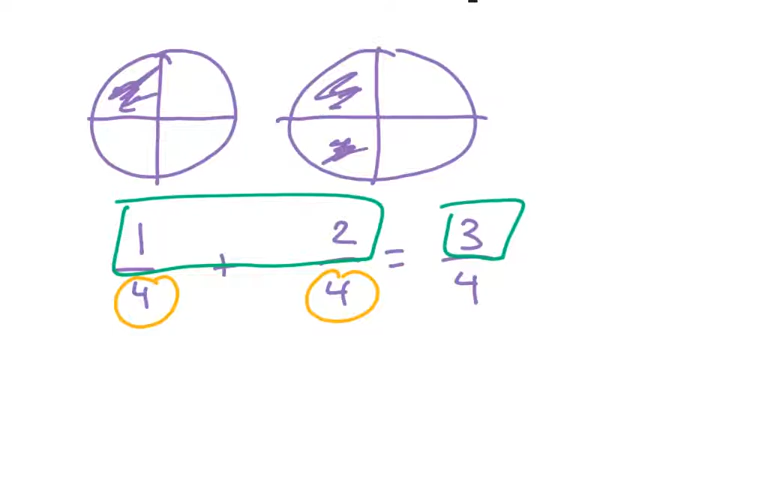 1/4 + 2/4 = 3/4